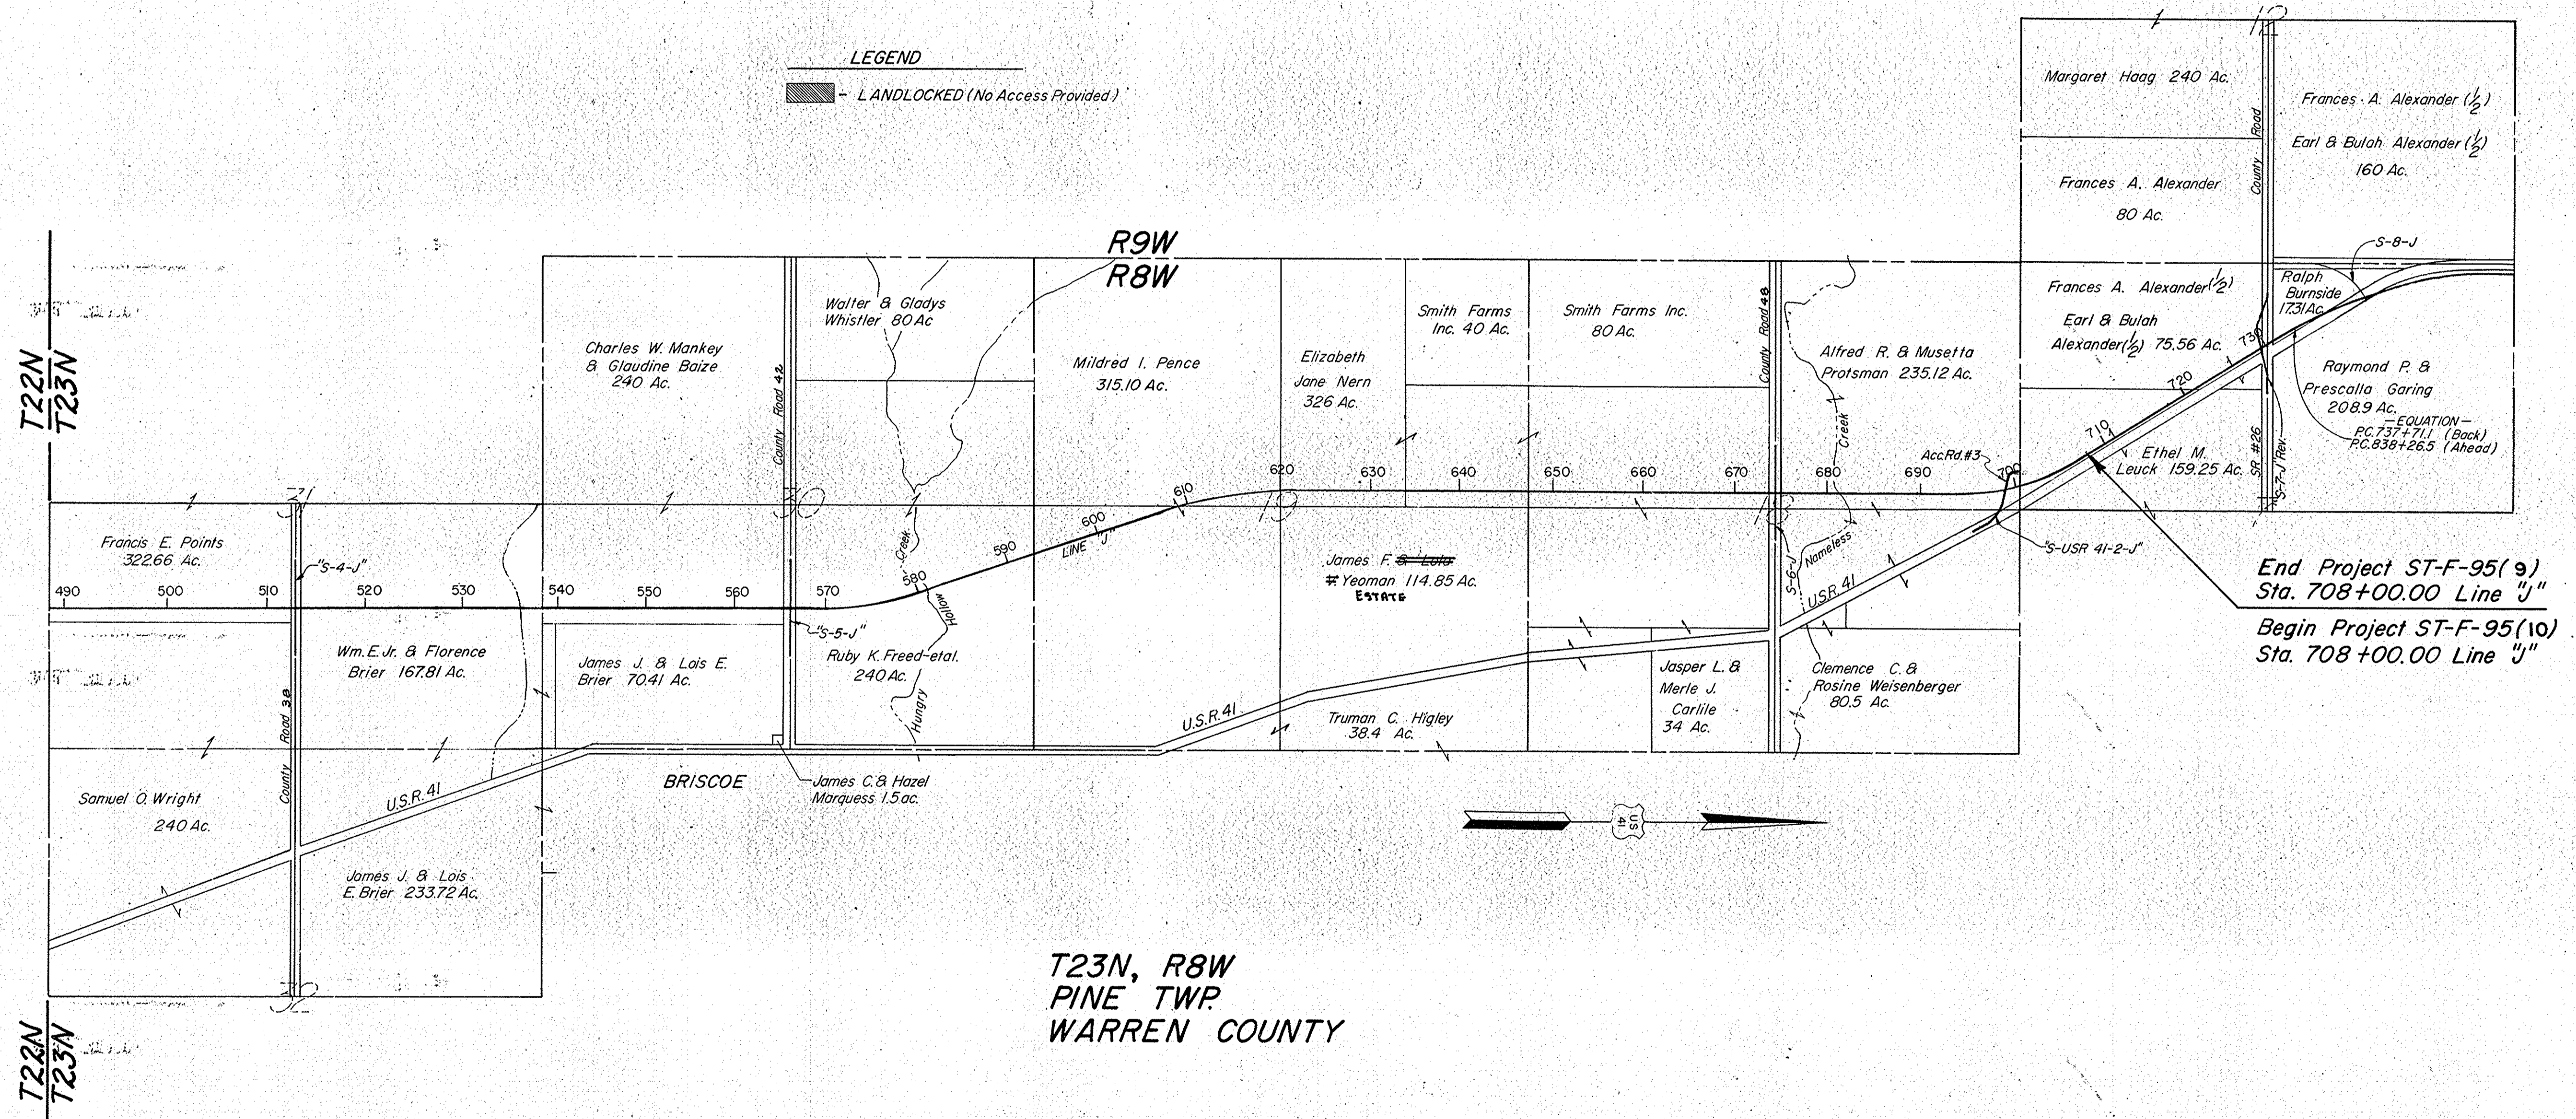 LEGEND
- LANDLOCKED (No Access Provided)
Margaret Haag 240 Ac.
Frances A. Alexander
80 Ac.
County Road
Frances A. Alexander (1/2)
Earl & Bulah Alexander (1/2)
160 Ac.
S-8-J
R9W
R8W
T22N
T23N
Charles W. Mankey
& Glaudine Baize
240 Ac.
County Road 42
Walter & Gladys
Whistler 80 Ac
Mildred I. Pence
315.10 Ac.
Elizabeth
Jane Nern
326 Ac.
Smith Farms
Inc. 40 Ac.
Smith Farms Inc.
80 Ac.
County Road 48
Alfred R. & Musetta
Protsman 235.12 Ac.
Creek
Frances A. Alexander (1/2)
Earl & Bulah
Alexander (1/2) 75.56 Ac.
Ralph
Burnside
17.31 Ac.
Raymond P. &
Prescalla Garing
208.9 Ac.
-EQUATION-
P.C. 737+71.1 (Back)
P.C. 838+26.5 (Ahead)
Ethel M.
Leuck 159.25 Ac.
SR #26
"S-7-J" Rev.
Acc. Rd. #3
490 500 510 520 530 540 550 560 570 580 590 600 610 620 630 640 650 660 670 680 690 700 710 720 730
LINE "J"
Francis E. Points
322.66 Ac.
"S-4-J"
Wm. E. Jr. & Florence
Brier 167.81 Ac.
James J. & Lois E.
Brier 70.41 Ac.
"S-5-J"
Creek
Hollow
Hungry
Ruby K. Freed-etal.
240 Ac.
James F. & Lola
Yeoman 114.85 Ac.
ESTATE
S-6-J
Nameless
U.S.R. 41
"S-USR 41-2-J"
End Project ST-F-95(9)
Sta. 708+00.00 Line "J"
Begin Project ST-F-95(10)
Sta. 708+00.00 Line "J"
County Road 38
Samuel O. Wright
240 Ac.
U.S.R. 41
James J. & Lois
E. Brier 233.72 Ac.
BRISCOE
James C. & Hazel
Marquess 1.5 ac.
U.S.R. 41
Truman C. Higley
38.4 Ac.
Jasper L. &
Merle J.
Carlile
34 Ac.
Clemence C. &
Rosine Weisenberger
80.5 Ac.
US
41
T23N, R8W
PINE TWP.
WARREN COUNTY
T22N
T23N